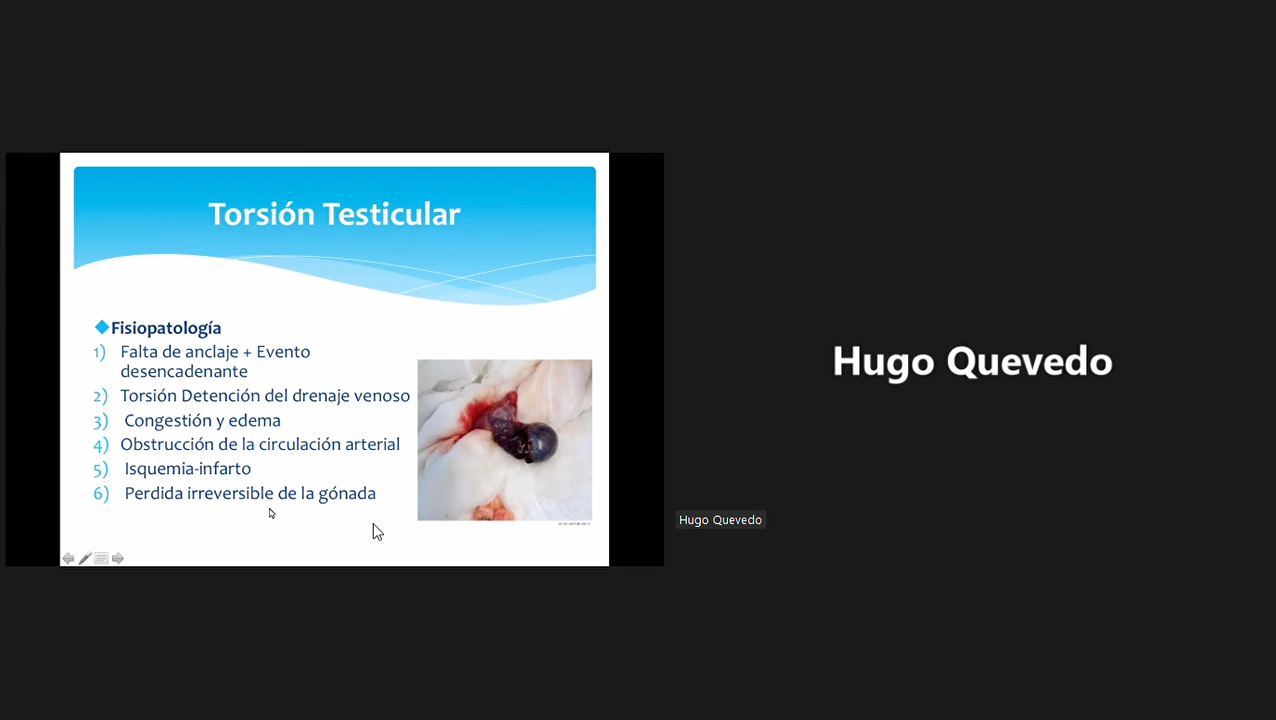 Torsión Testicular
Fisiopatología
1) Falta de anclaje + Evento
desencadenante
2) Torsión Detención del drenaje venoso
3) Congestión y edema
4) Obstrucción de la circulación arterial
5) Isquemia-infarto
6) Perdida irreversible de la gónada
Hugo Quevedo
Hugo Quevedo